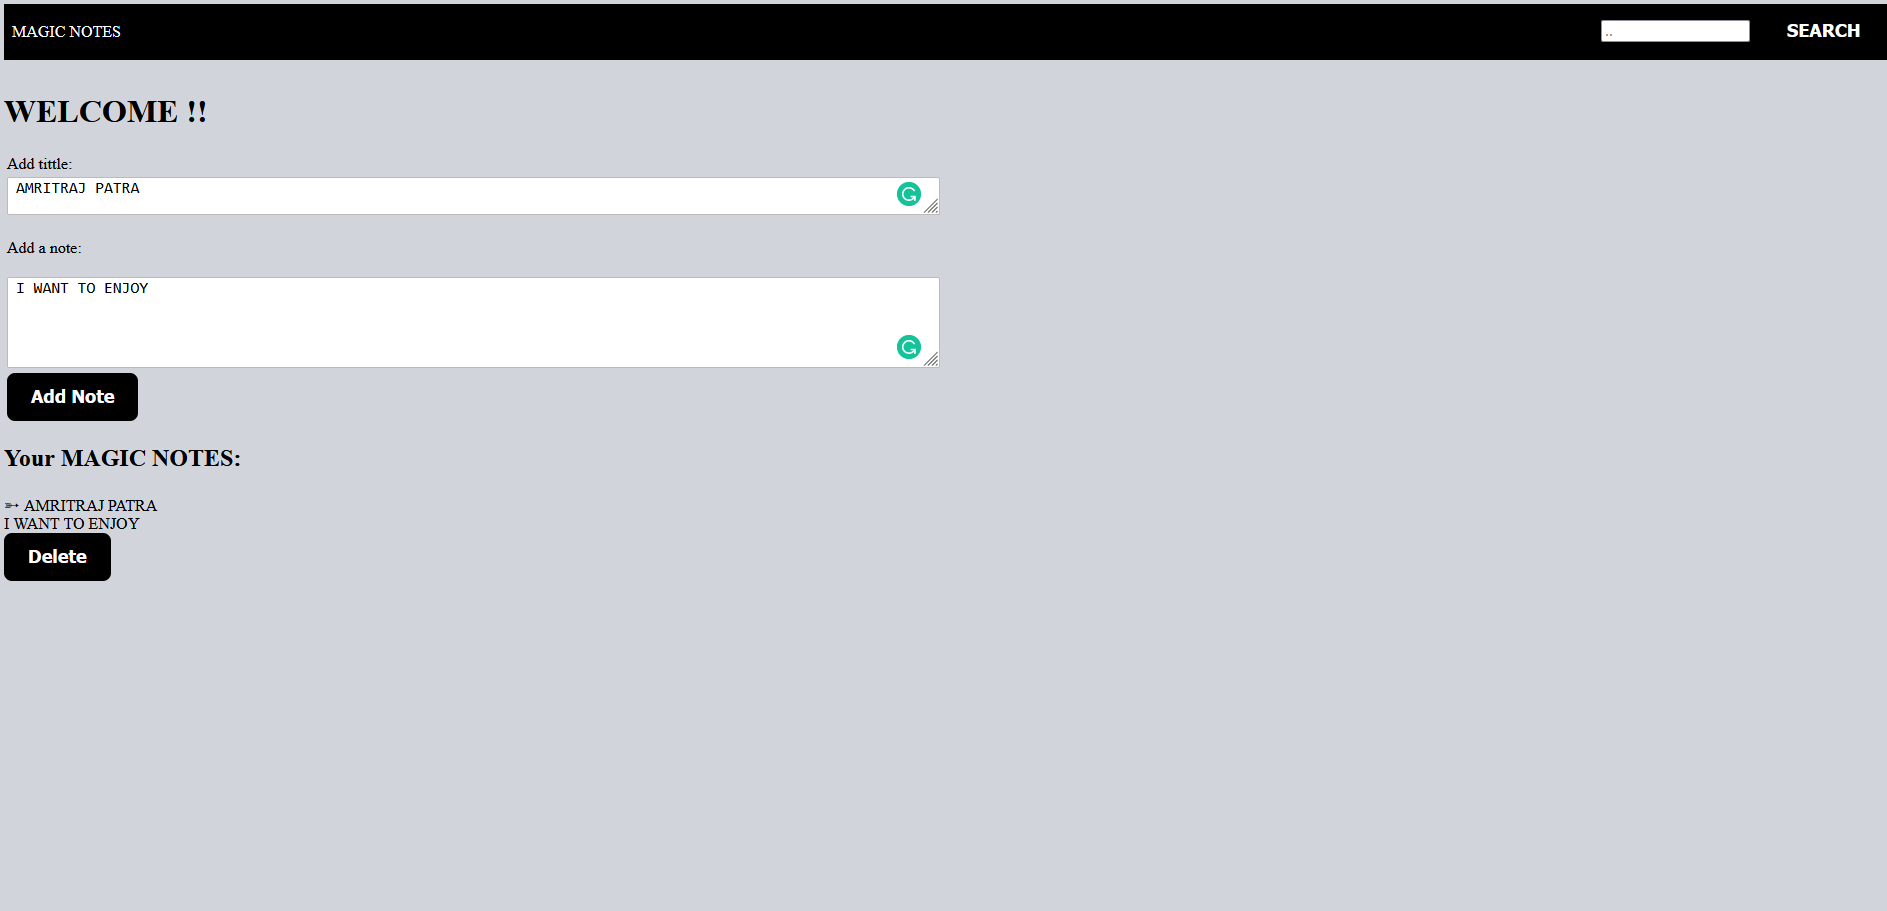 MAGIC NOTES
..
SEARCH
WELCOME !!
Add tittle:
AMRITRAJ PATRA
Add a note:
I WANT TO ENJOY
Add Note
Your MAGIC NOTES:
➼ AMRITRAJ PATRA
I WANT TO ENJOY
Delete